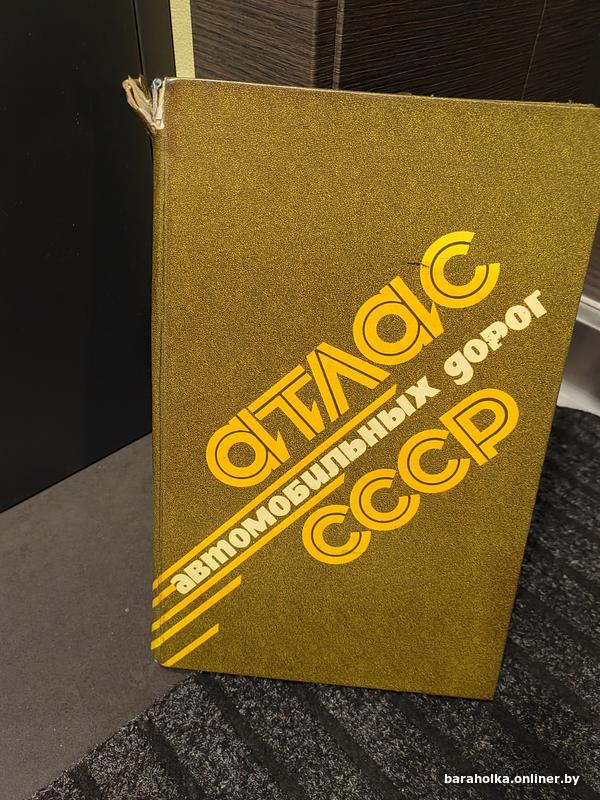 атлас
автомобильных дорог
СССР
baraholka.onliner.by